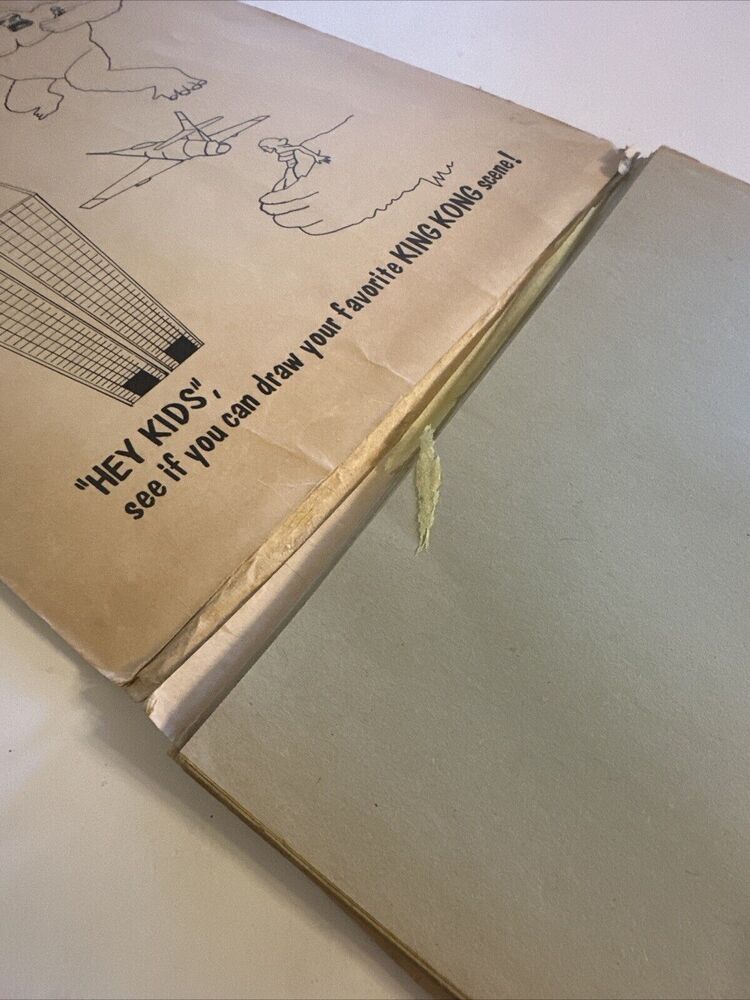 "HEY KIDS",
see if you can draw your favorite KING KONG scene!